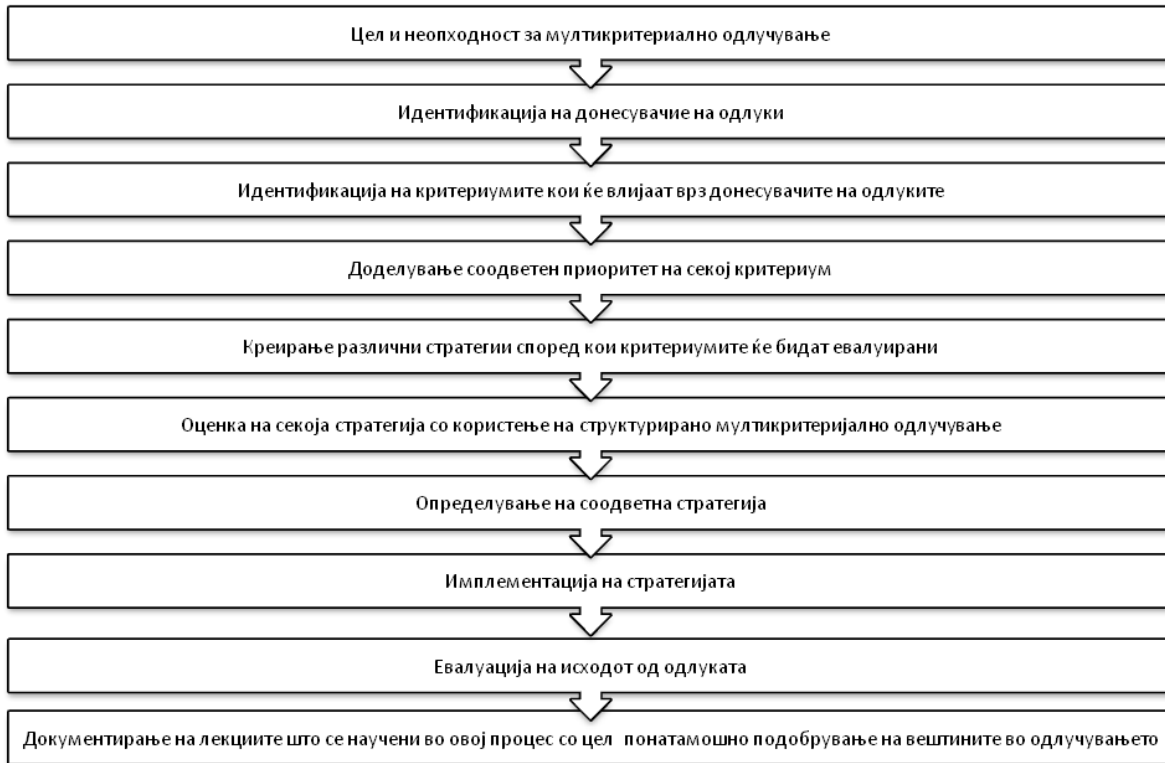 Цел и неопходност за мултикритериално одлучување
Идентификација на донесувачие на одлуки
Идентификација на критериумите кои ќе влијаат врз донесувачите на одлуките
Доделување соодветен приоритет на секој критериум
Креирање различни стратегии според кои критериумите ќе бидат евалуирани
Оценка на секоја стратегија со користење на структурирано мултикритеријално одлучување
Определување на соодветна стратегија
Имплементација на стратегијата
Евалуација на исходот од одлуката
Документирање на лекциите што се научени во овој процес со цел понатамошно подобрување на вештините во одлучувањето